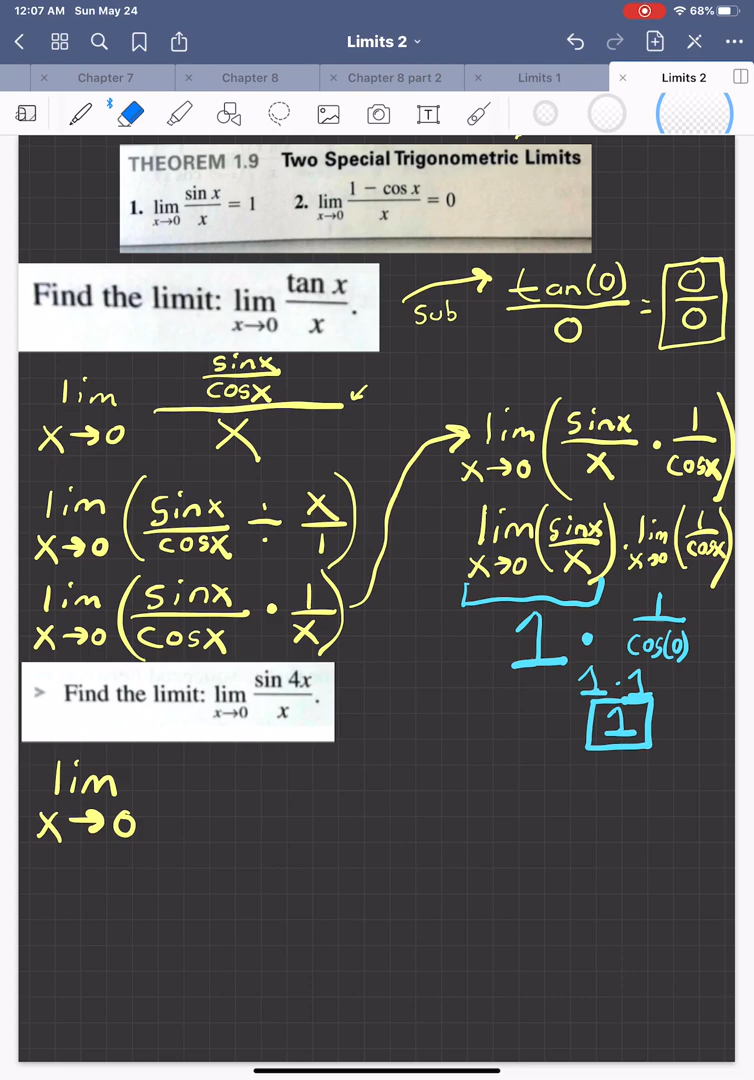 12:07 AM Sun May 24
68%
Limits 2
Chapter 7
Chapter 8
Chapter 8 part 2
Limits 1
Limits 2
THEOREM 1.9 Two Special Trigonometric Limits
1. lim x→0 sin x / x = 1 2. lim x→0 1 − cos x / x = 0
Find the limit: lim x→0 tan x / x.
Sub tan(0) / 0 = 0 / 0
lim x→0 sinx / cosx / x
lim x→0 (sinx / cosx ÷ x / 1)
lim x→0 (sinx / cosx · 1 / x)
lim x→0 (sinx / x · 1 / cosx)
lim x→0 (sinx / x) · lim x→0 (1 / cosx)
1 · 1 / cos(0)
1 · 1
1
> Find the limit: lim x→0 sin 4x / x.
lim x→0